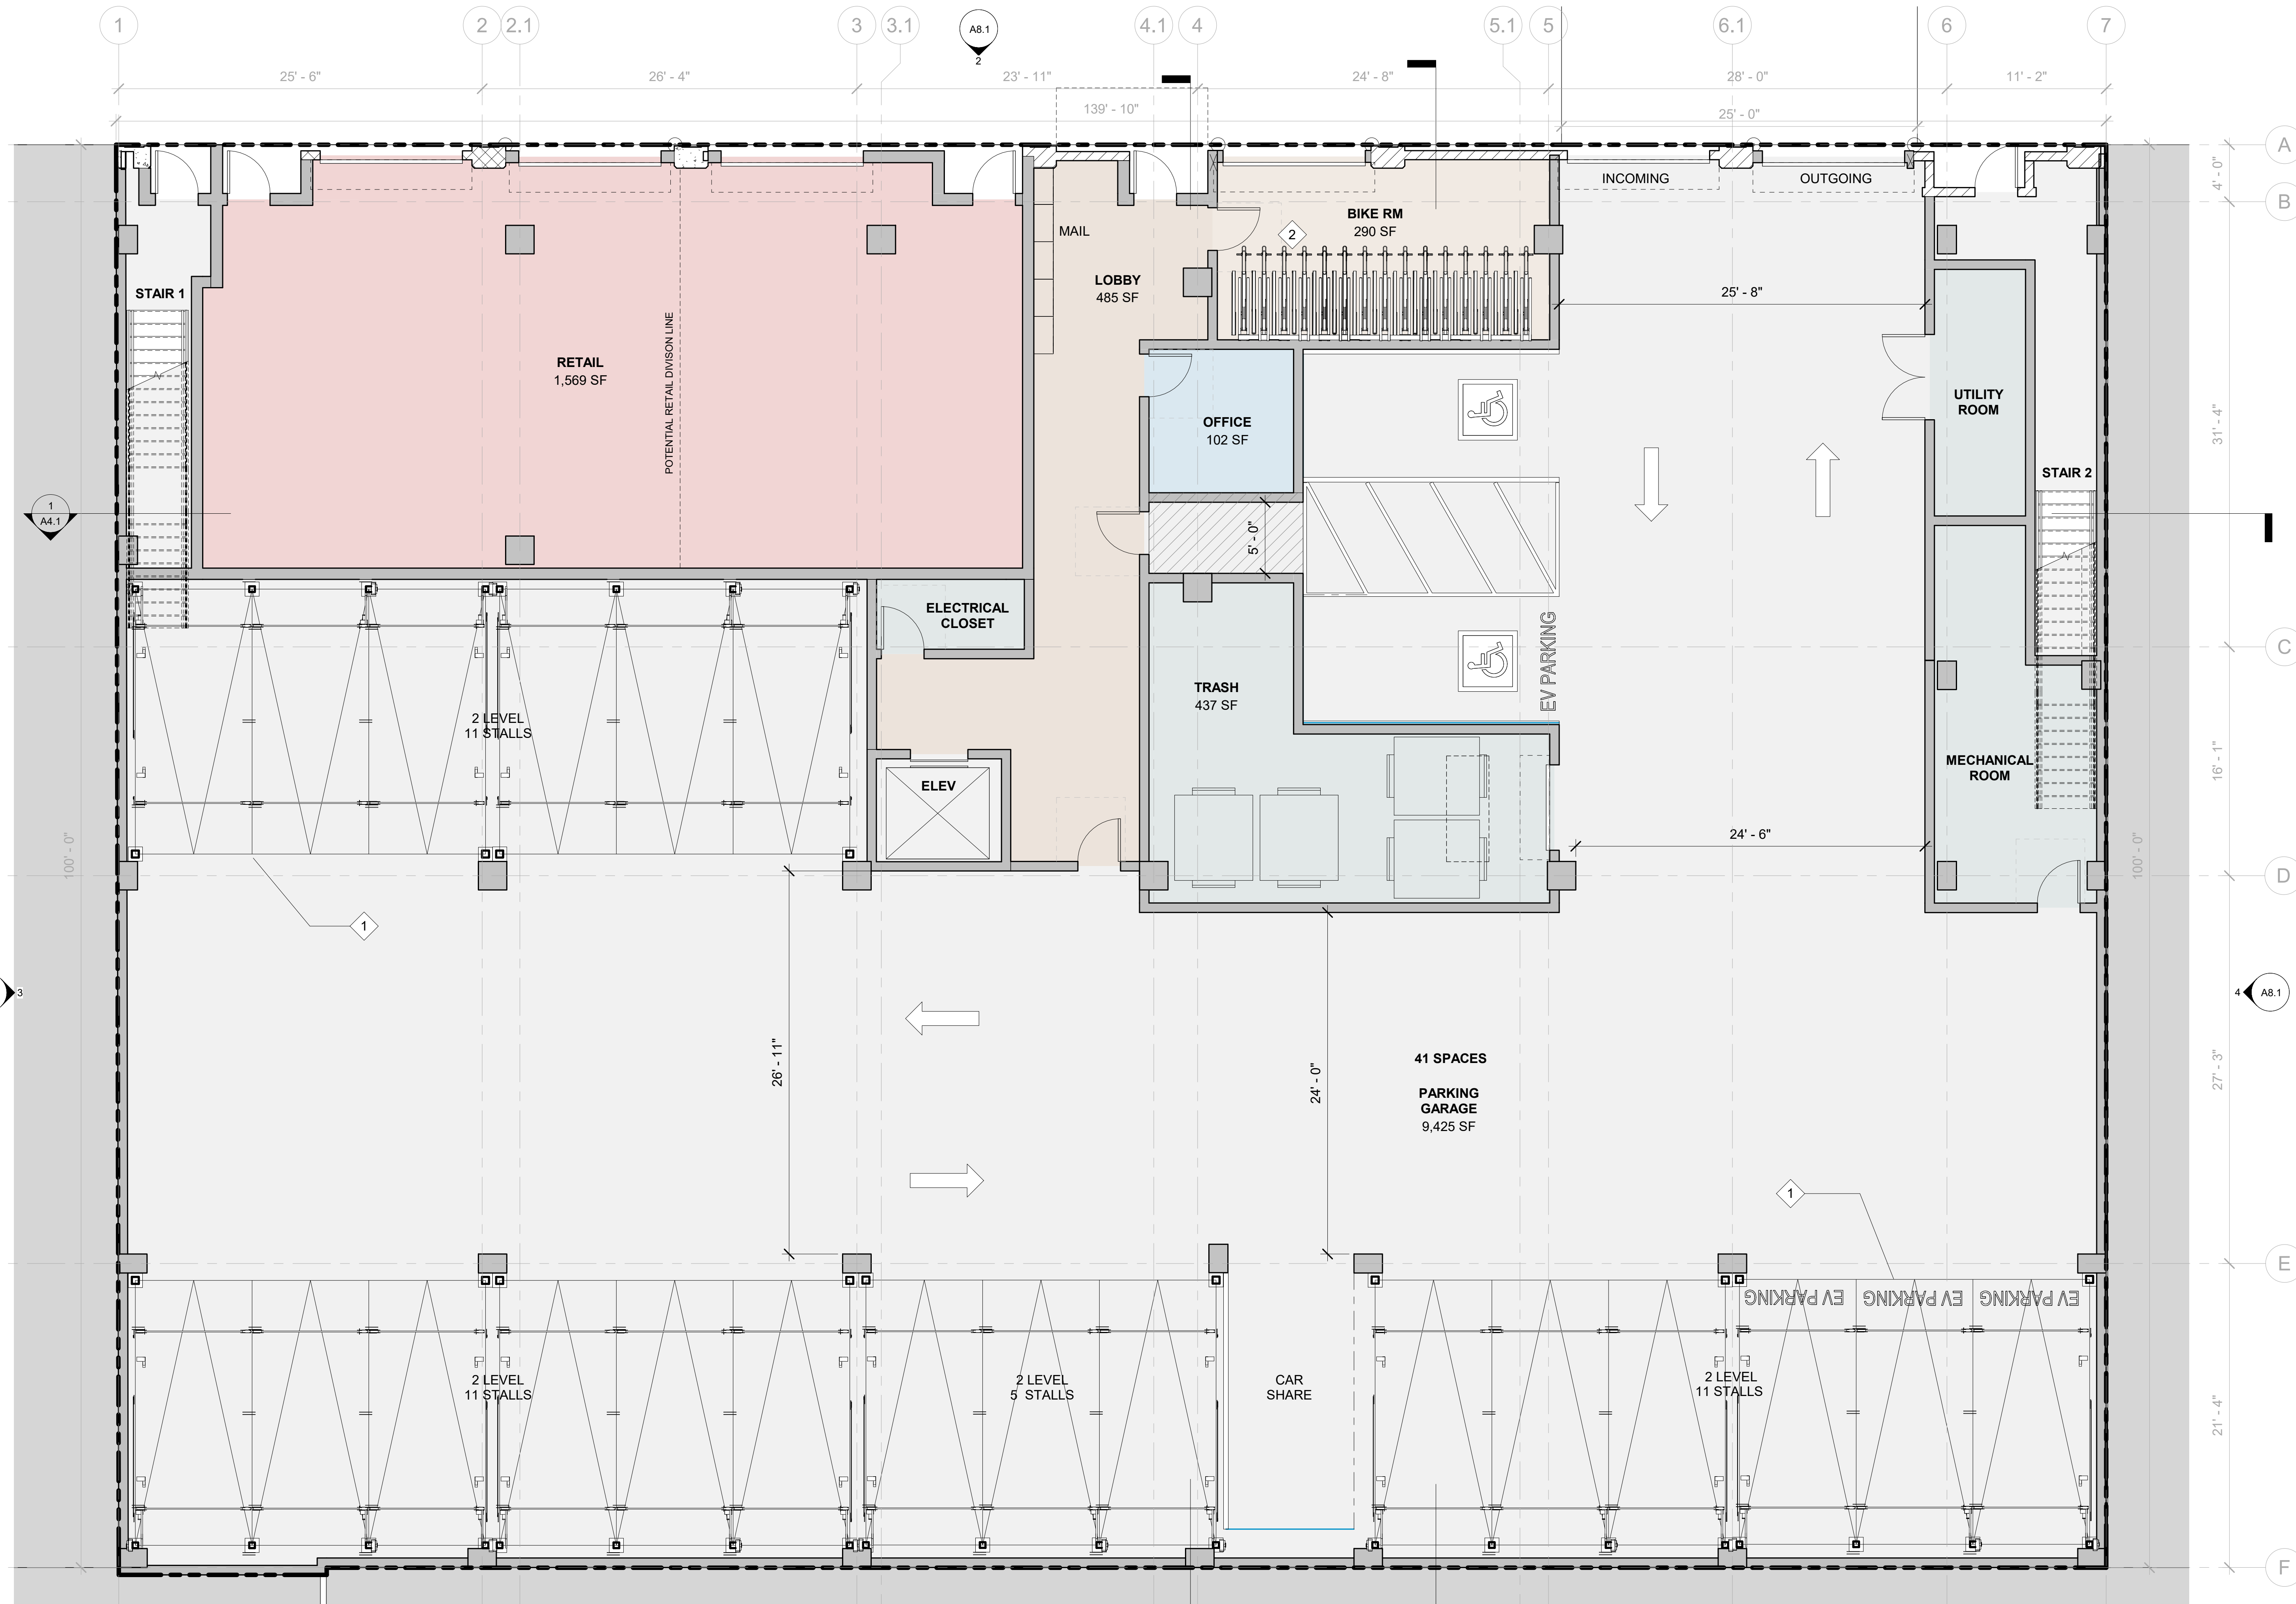 1
2
2.1
3
3.1
A8.1
2
4.1
4
5.1
5
6.1
6
7
25' - 6"
26' - 4"
23' - 11"
24' - 8"
28' - 0"
11' - 2"
139' - 10"
25' - 0"
A
4' - 0"
B
INCOMING
OUTGOING
BIKE RM
290 SF
2
MAIL
LOBBY
485 SF
STAIR 1
25' - 8"
RETAIL
1,569 SF
POTENTIAL RETAIL DIVISON LINE
OFFICE
102 SF
UTILITY
ROOM
31' - 4"
STAIR 2
1
A4.1
5' - 0"
ELECTRICAL
CLOSET
EV PARKING
C
TRASH
437 SF
2 LEVEL
11 STALLS
ELEV
MECHANICAL
ROOM
16' - 1"
24' - 6"
100' - 0"
100' - 0"
D
1
3
4
A8.1
26' - 11"
24' - 0"
41 SPACES
PARKING
GARAGE
9,425 SF
27' - 3"
1
E
EV PARKING
EV PARKING
EV PARKING
2 LEVEL
11 STALLS
2 LEVEL
5 STALLS
CAR
SHARE
2 LEVEL
11 STALLS
21' - 4"
F